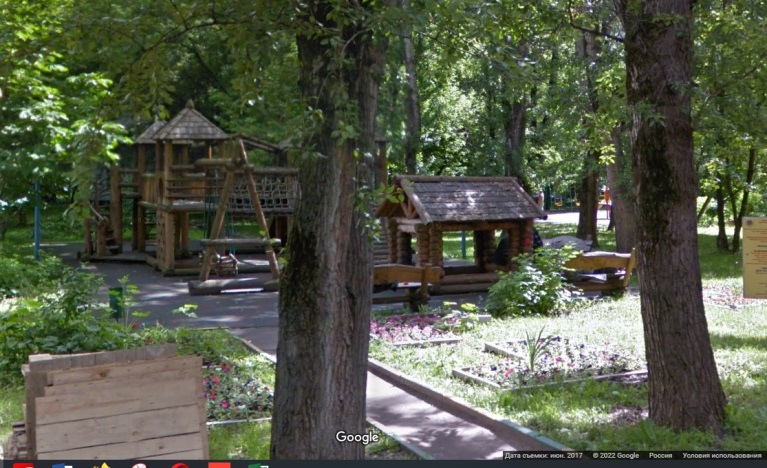 Google
Дата съемки: июн. 2017 © 2022 Google Россия Условия использования